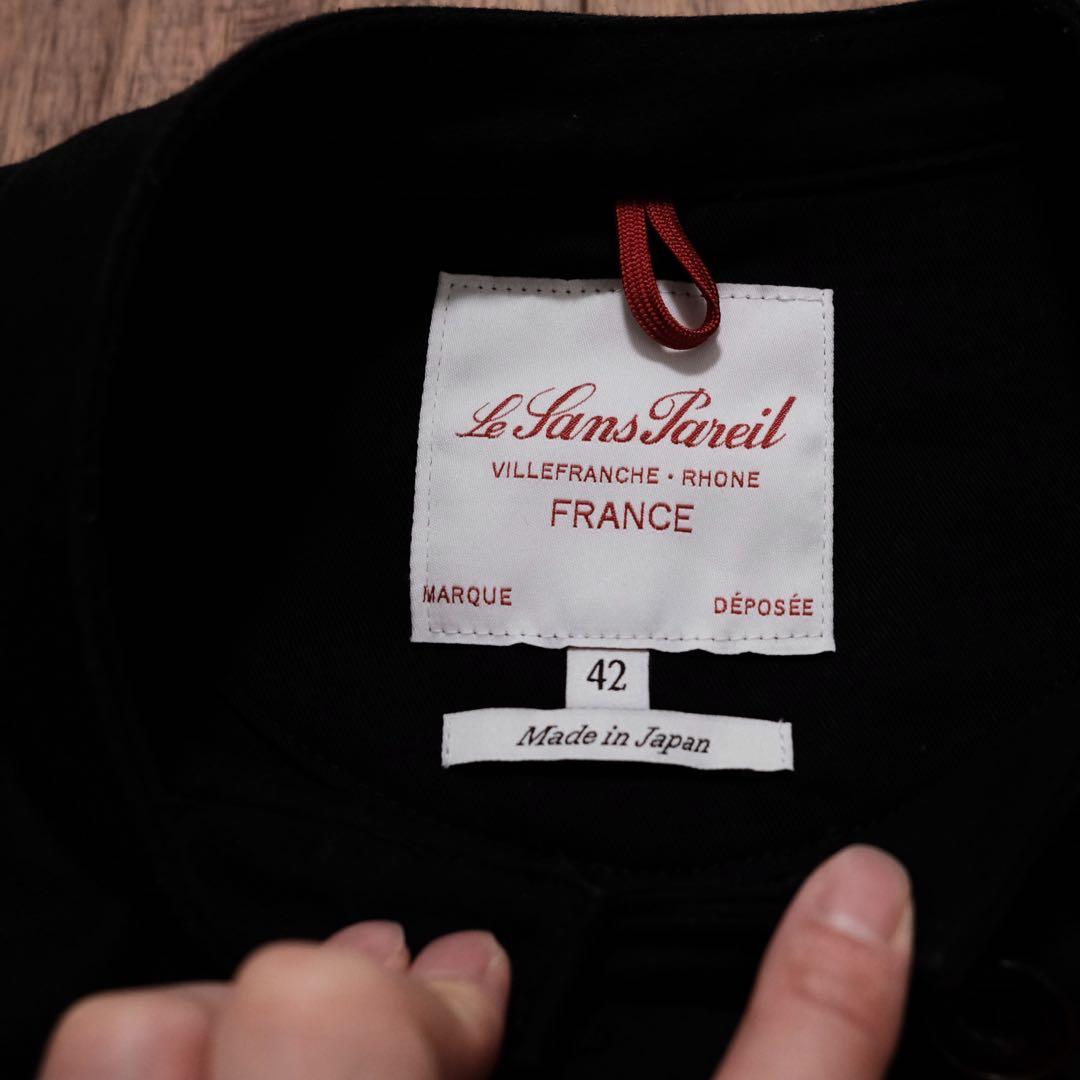 Le Sans Pareil
VILLEFRANCHE · RHONE
FRANCE
MARQUE DÉPOSÉE
42
Made in Japan